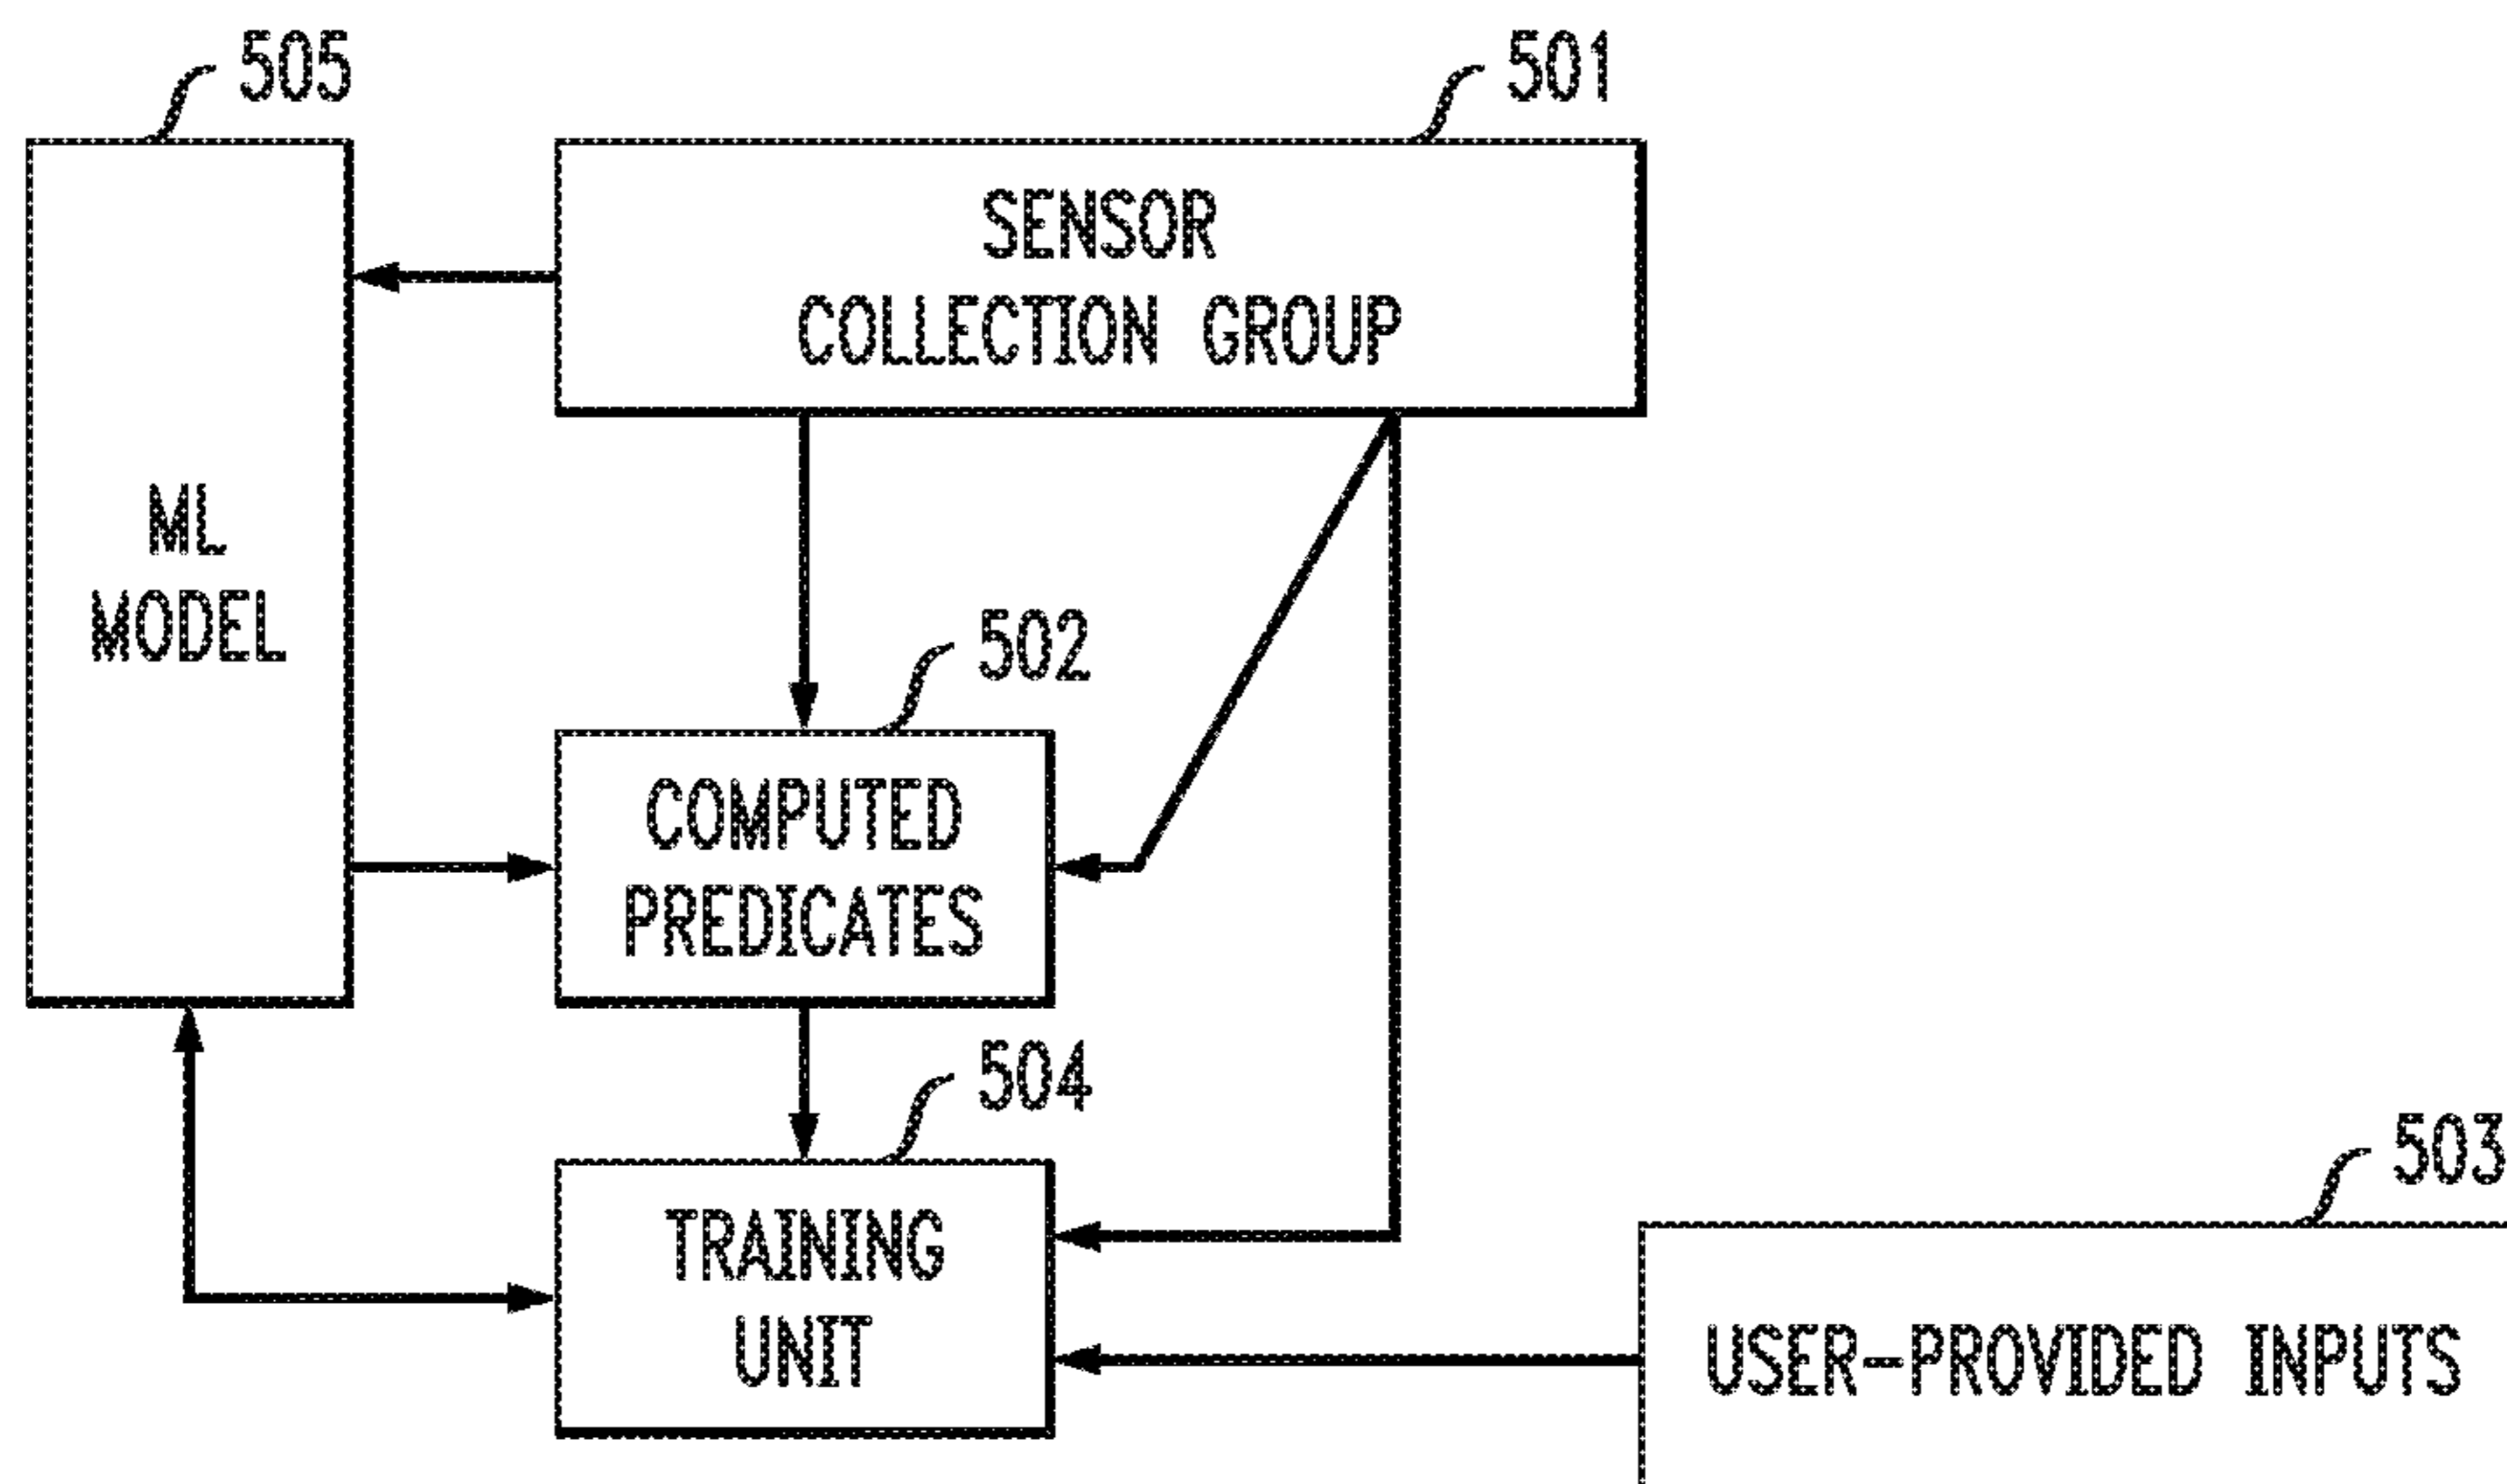 505
501
SENSOR
COLLECTION GROUP
ML
MODEL
502
COMPUTED
PREDICATES
504
TRAINING
UNIT
503
USER-PROVIDED INPUTS